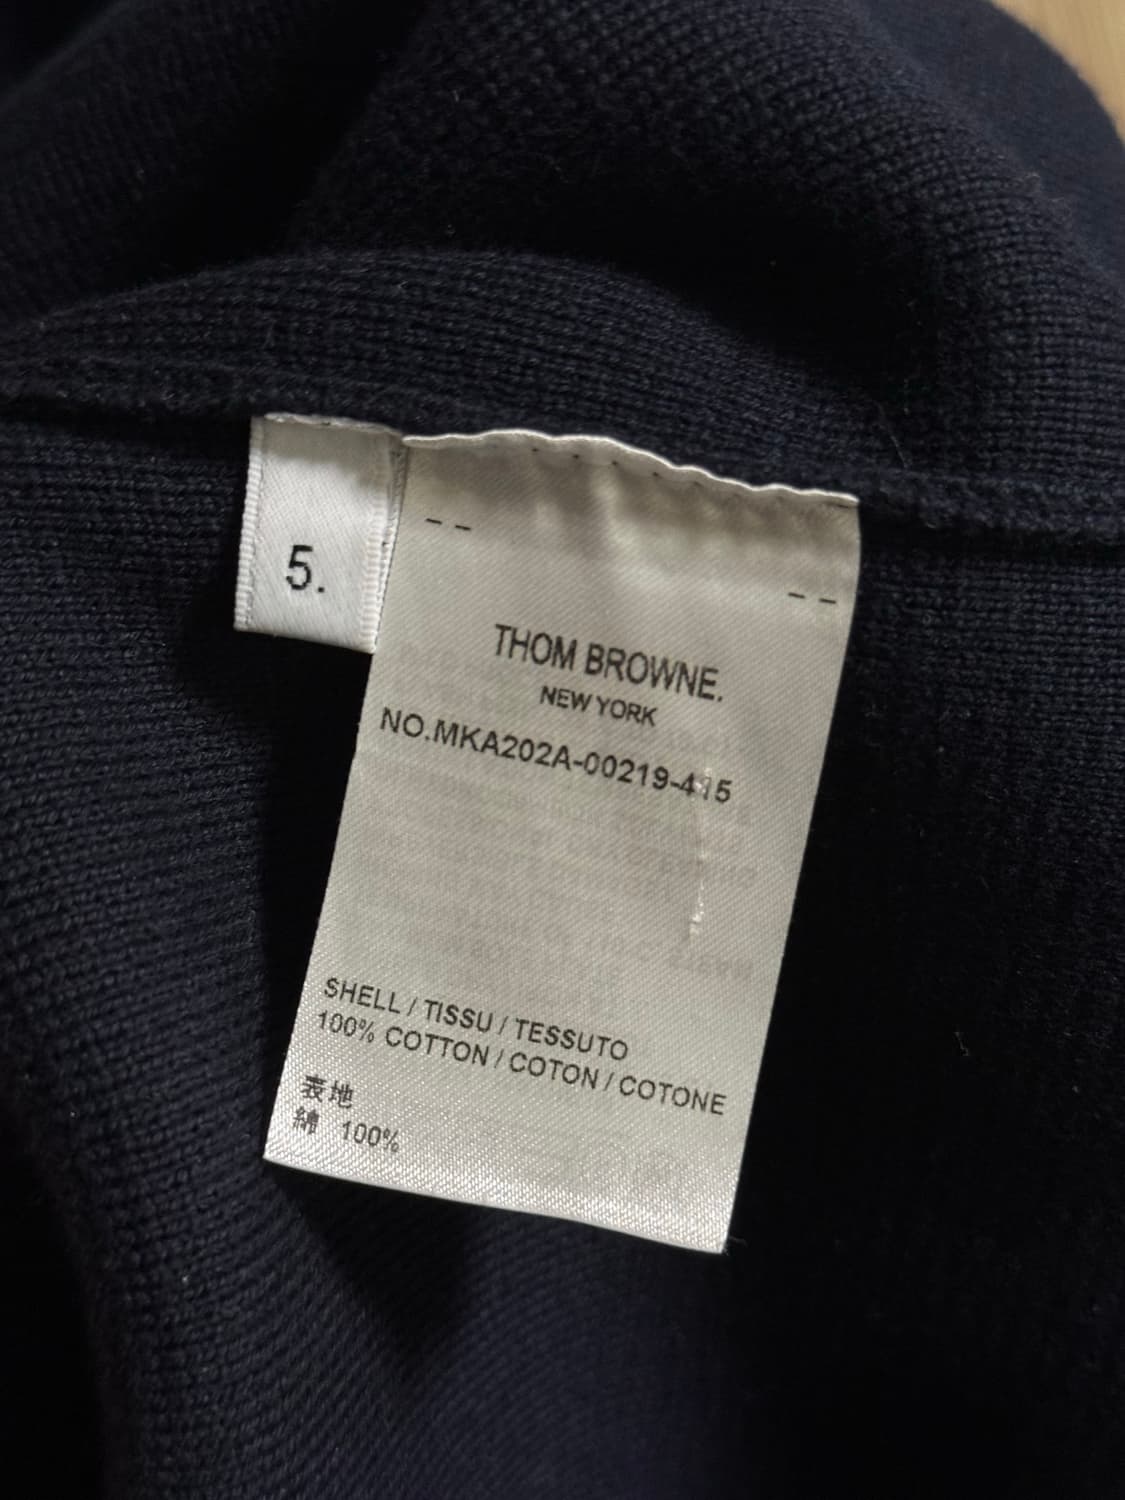 5.
THOM BROWNE.
NEW YORK
NO.MKA202A-00219-415
SHELL / TISSU / TESSUTO
100% COTTON / COTON / COTONE
表地
綿 100%